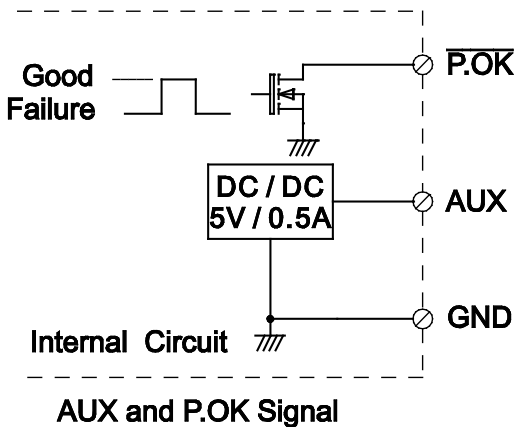 P.OK
Good
Failure
DC / DC
5V / 0.5A
AUX
GND
Internal Circuit
AUX and P.OK Signal